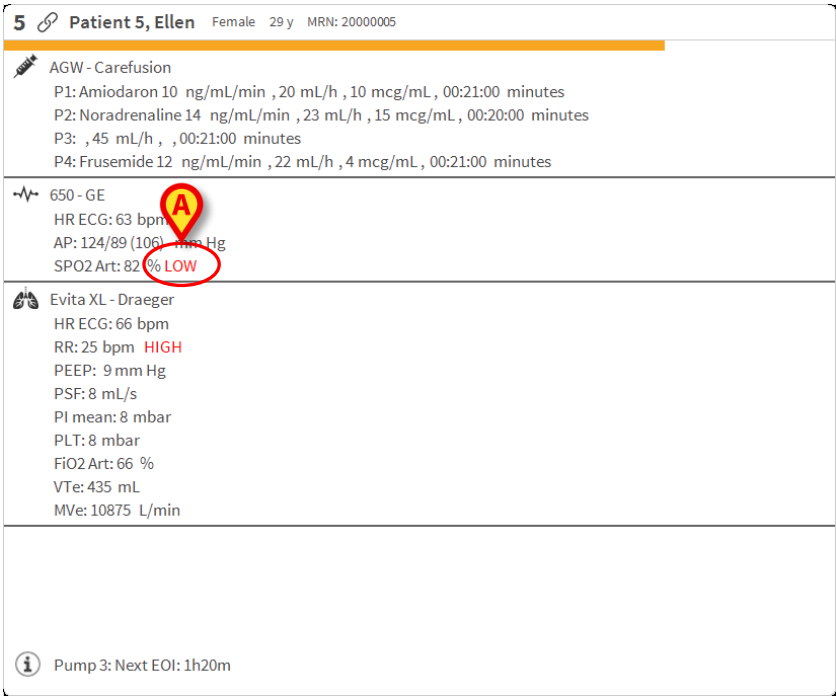 5 Patient 5, Ellen Female 29 y MRN: 20000005
AGW - Carefusion
P1: Amiodaron 10 ng/mL/min , 20 mL/h , 10 mcg/mL , 00:21:00 minutes
P2: Noradrenaline 14 ng/mL/min , 23 mL/h , 15 mcg/mL , 00:20:00 minutes
P3: , 45 mL/h , , 00:21:00 minutes
P4: Frusemide 12 ng/mL/min , 22 mL/h , 4 mcg/mL , 00:21:00 minutes
650 - GE
A
HR ECG: 63 bpm
AP: 124/89 (106) mm Hg
SPO2 Art: 82 % LOW
Evita XL - Draeger
HR ECG: 66 bpm
RR: 25 bpm HIGH
PEEP: 9 mm Hg
PSF: 8 mL/s
PI mean: 8 mbar
PLT: 8 mbar
FiO2 Art: 66 %
VTe: 435 mL
MVe: 10875 L/min
Pump 3: Next EOI: 1h20m